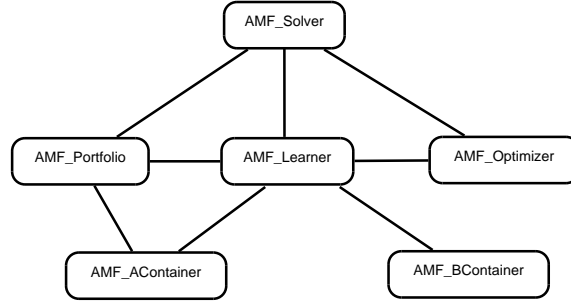 AMF_Solver
AMF_Portfolio
AMF_Learner
AMF_Optimizer
AMF_AContainer
AMF_BContainer